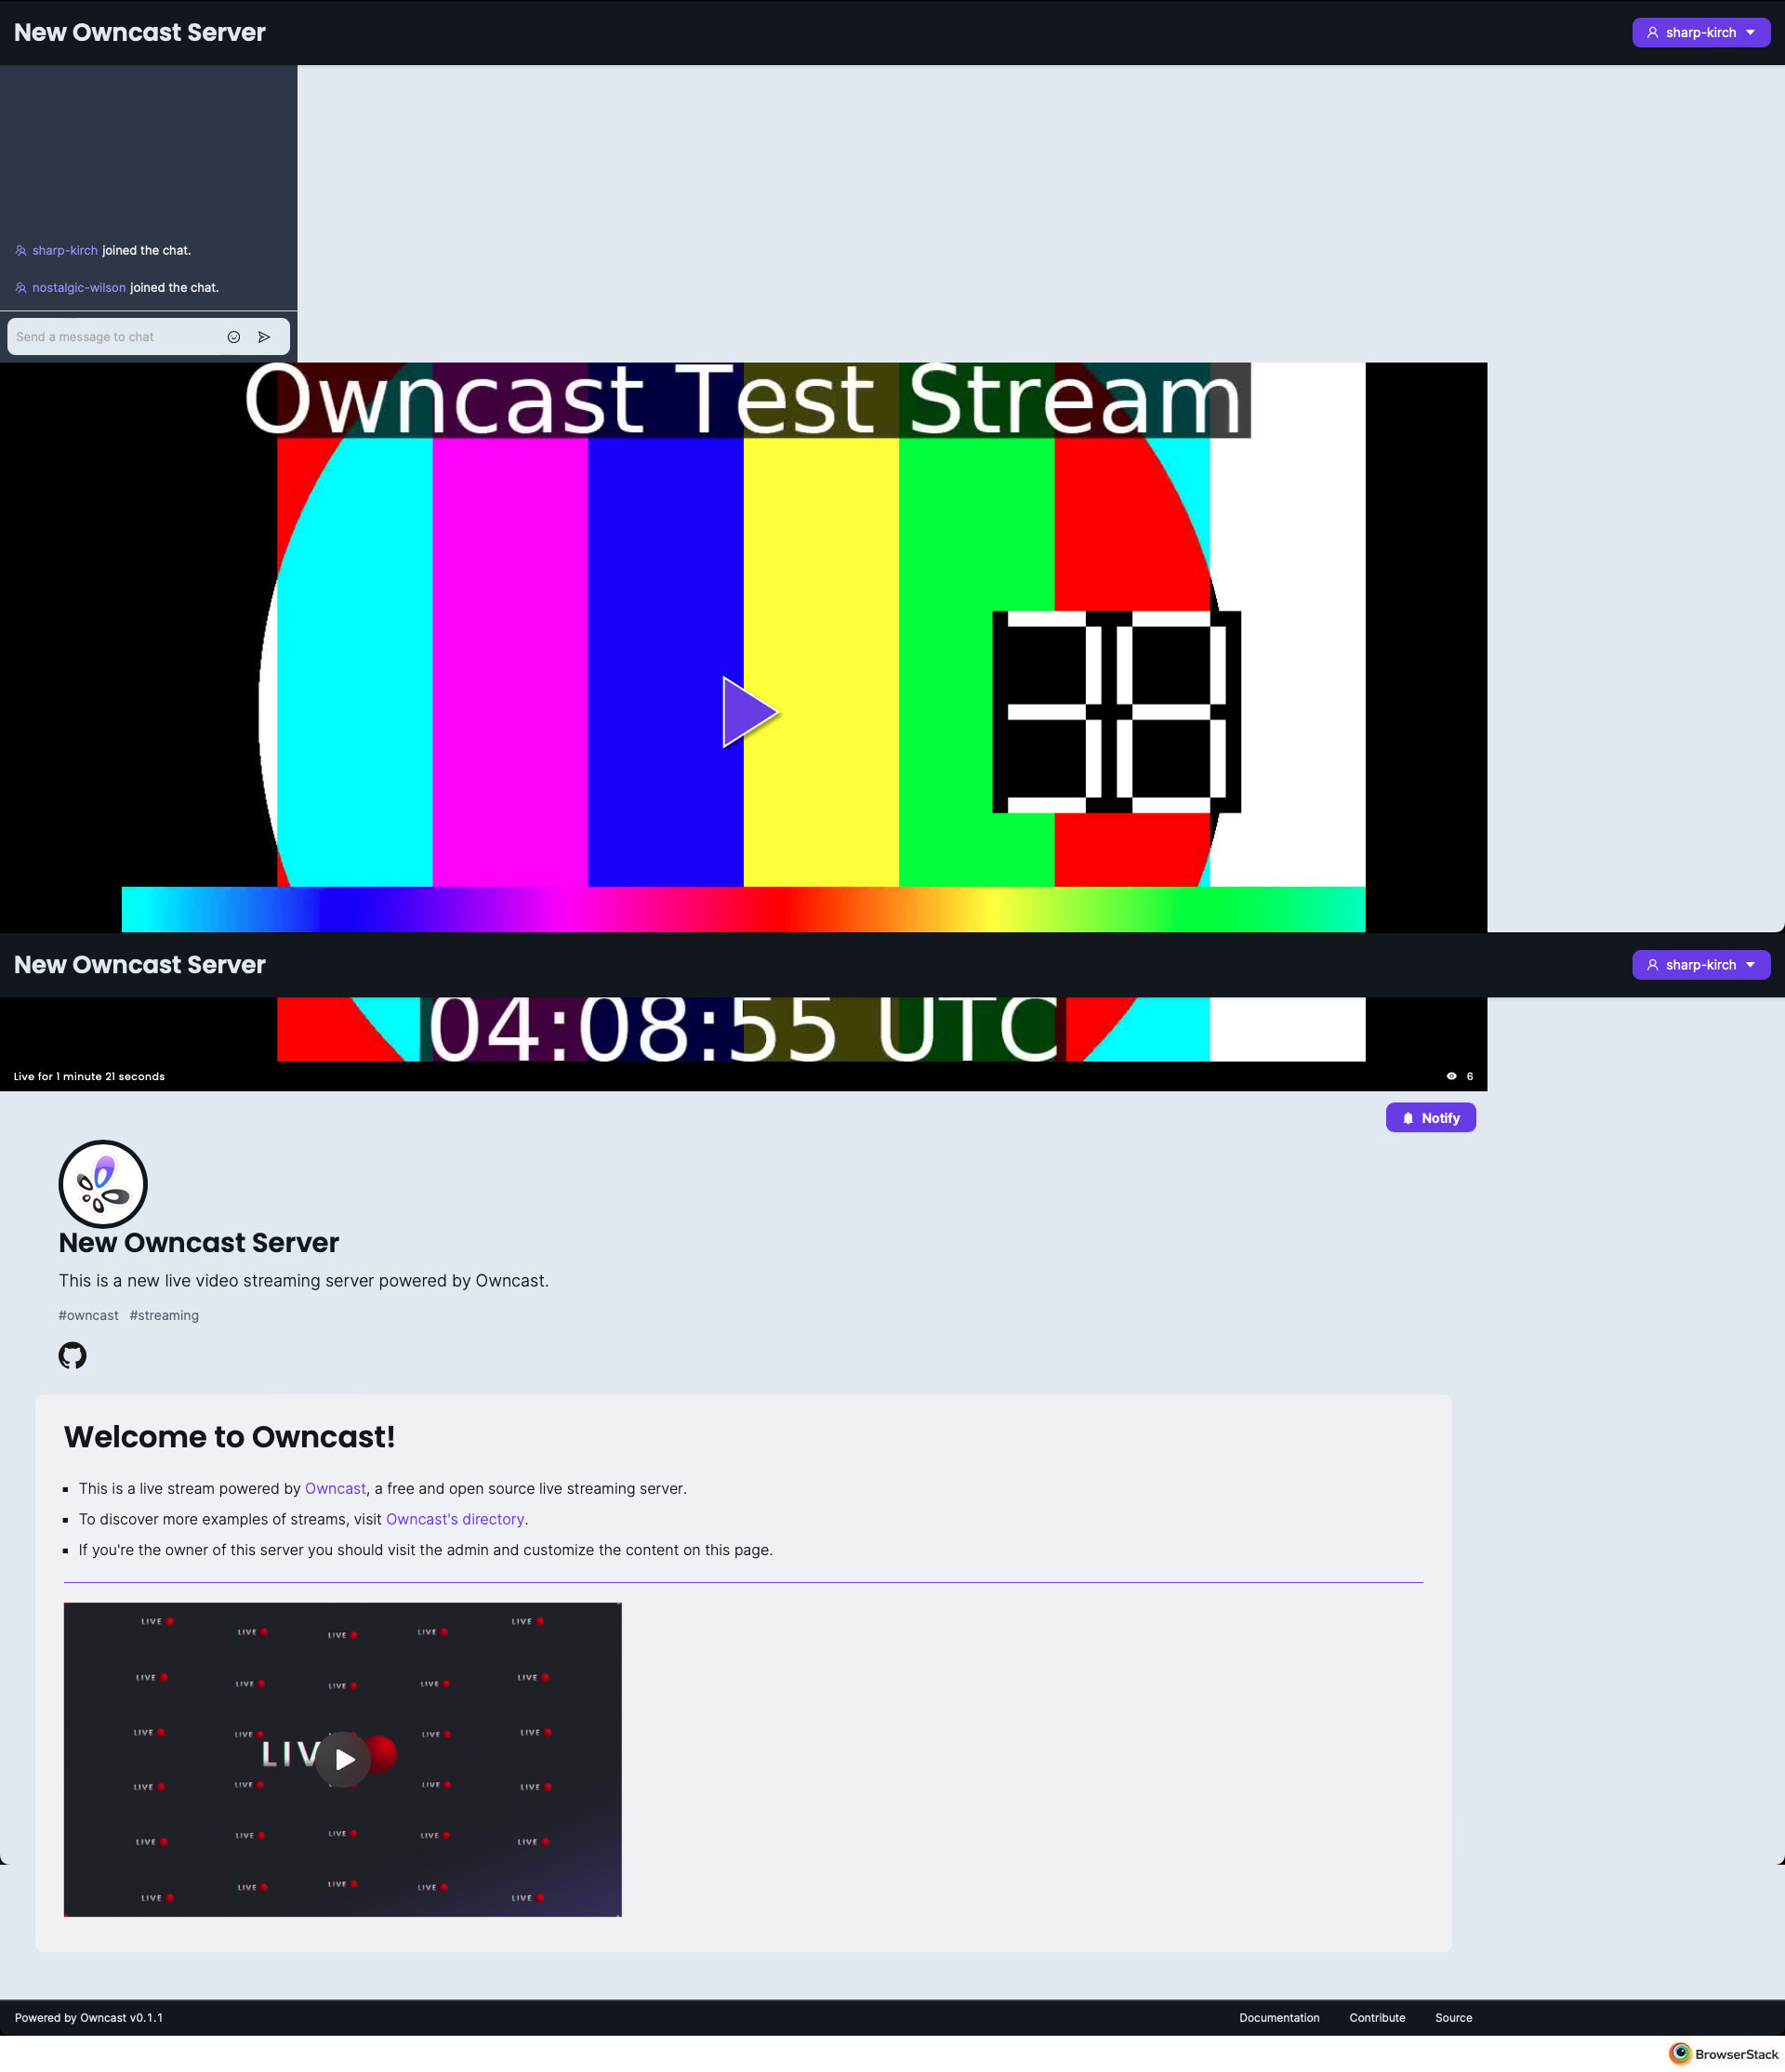 New Owncast Server
sharp-kirch
sharp-kirch joined the chat.
nostalgic-wilson joined the chat.
Send a message to chat
Owncast Test Stream
38
New Owncast Server
sharp-kirch
04:08:55 UTC
Live for 1 minute 21 seconds
6
Notify
New Owncast Server
This is a new live video streaming server powered by Owncast.
#owncast #streaming
Welcome to Owncast!
This is a live stream powered by Owncast, a free and open source live streaming server.
To discover more examples of streams, visit Owncast's directory.
If you're the owner of this server you should visit the admin and customize the content on this page.
LIVE LIVE LIVE LIVE LIVE
LIVE LIVE LIVE LIVE LIVE
LIVE LIVE LIVE LIVE
LIV
LIVE LIVE LIVE LIVE
LIVE LIVE LIVE LIVE LIVE
LIVE LIVE LIVE LIVE LIVE
Powered by Owncast v0.1.1
Documentation Contribute Source
BrowserStack